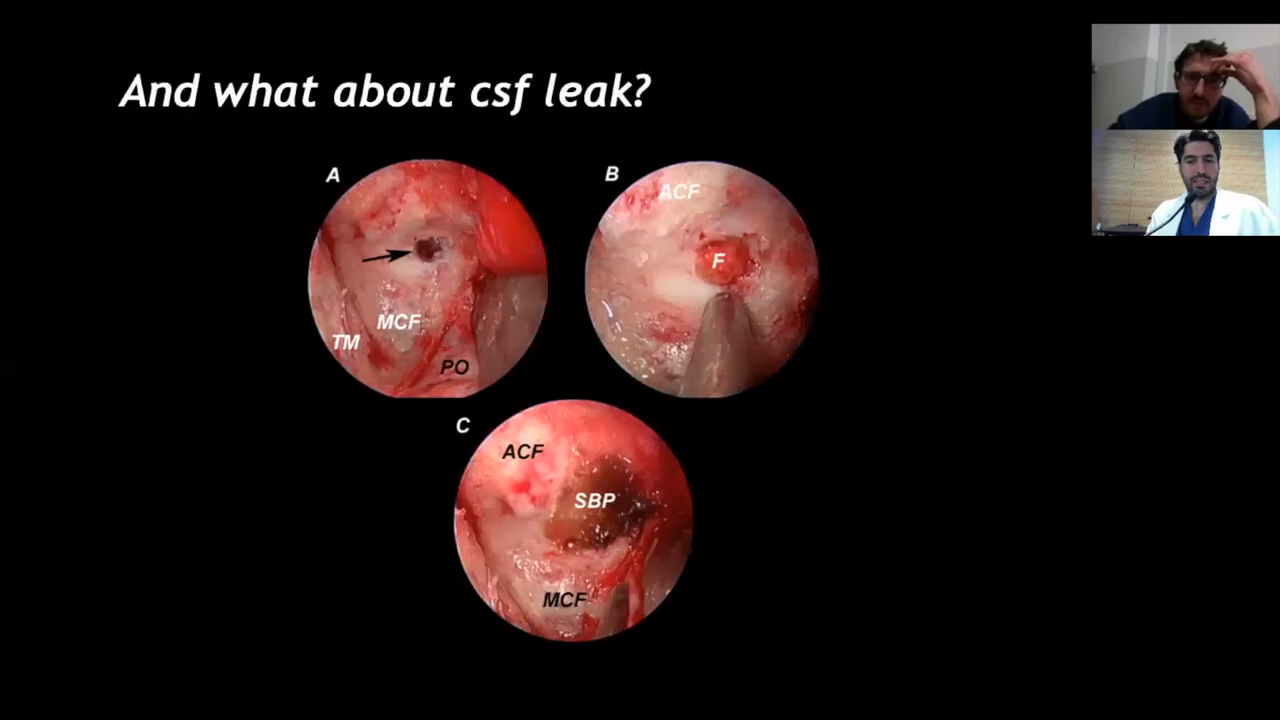 And what about csf leak?
A
B
ACF
F
MCF
TM
PO
C
ACF
SBP
MCF